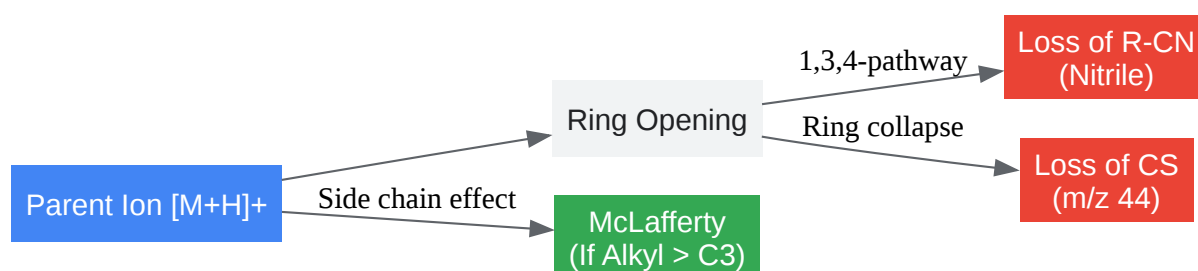 Parent Ion [M+H]+
Side chain effect
Ring Opening
McLafferty
(If Alkyl > C3)
1,3,4-pathway
Ring collapse
Loss of R-CN
(Nitrile)
Loss of CS
(m/z 44)